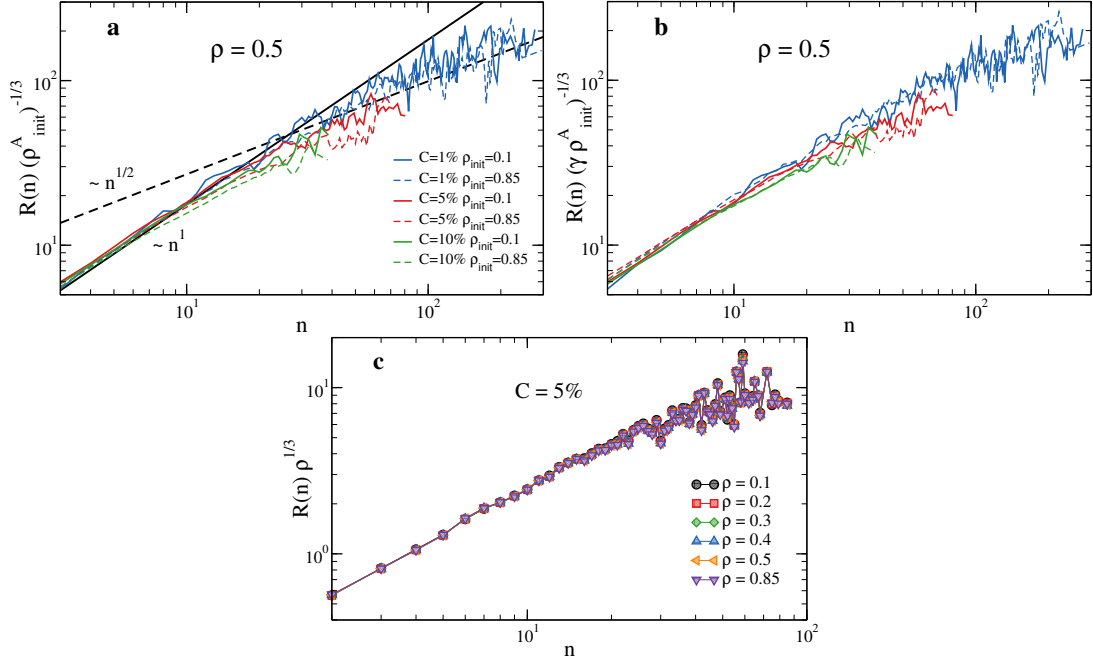 a
ρ = 0.5
R(n) (ρ^A_init)^-1/3
10^2
10^1
~ n^1/2
~ n^1
C=1% ρ_init=0.1
C=1% ρ_init=0.85
C=5% ρ_init=0.1
C=5% ρ_init=0.85
C=10% ρ_init=0.1
C=10% ρ_init=0.85
10^1
10^2
n
b
ρ = 0.5
R(n) (γ ρ^A_init)^-1/3
10^2
10^1
10^1
10^2
n
c
C = 5%
R(n) ρ^1/3
10^1
10^0
ρ = 0.1
ρ = 0.2
ρ = 0.3
ρ = 0.4
ρ = 0.5
ρ = 0.85
10^1
10^2
n